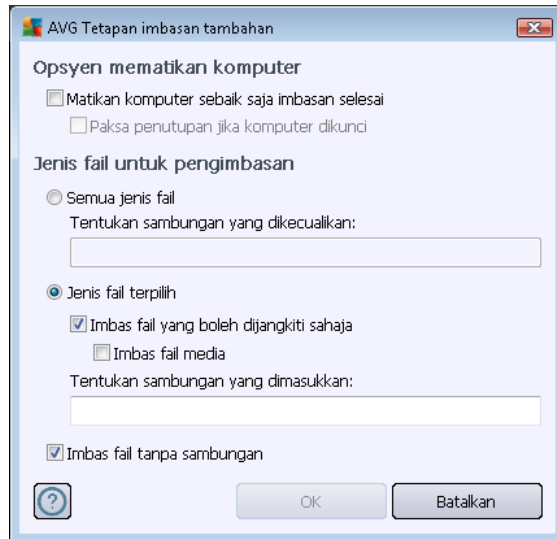 AVG Tetapan imbasan tambahan
Opsyen mematikan komputer
Matikan komputer sebaik saja imbasan selesai
Paksa penutupan jika komputer dikunci
Jenis fail untuk pengimbasan
Semua jenis fail
Tentukan sambungan yang dikecualikan:
Jenis fail terpilih
Imbas fail yang boleh dijangkiti sahaja
Imbas fail media
Tentukan sambungan yang dimasukkan:
Imbas fail tanpa sambungan
?
OK
Batalkan